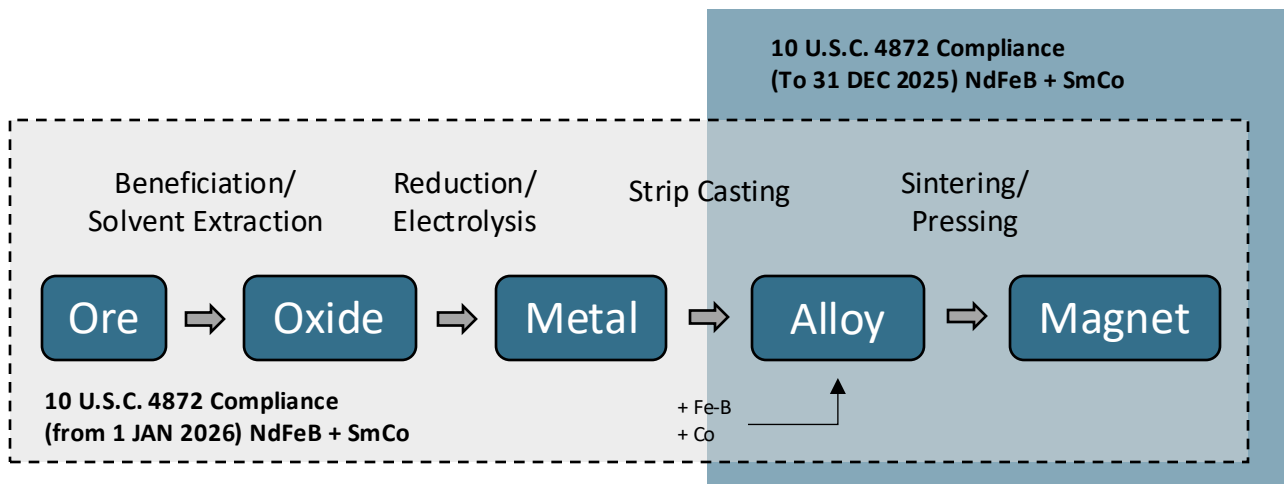 10 U.S.C. 4872 Compliance
(To 31 DEC 2025) NdFeB + SmCo
Beneficiation/
Solvent Extraction
Reduction/
Electrolysis
Strip Casting
Sintering/
Pressing
Ore
Oxide
Metal
Alloy
Magnet
10 U.S.C. 4872 Compliance
(from 1 JAN 2026) NdFeB + SmCo
+ Fe-B
+ Co